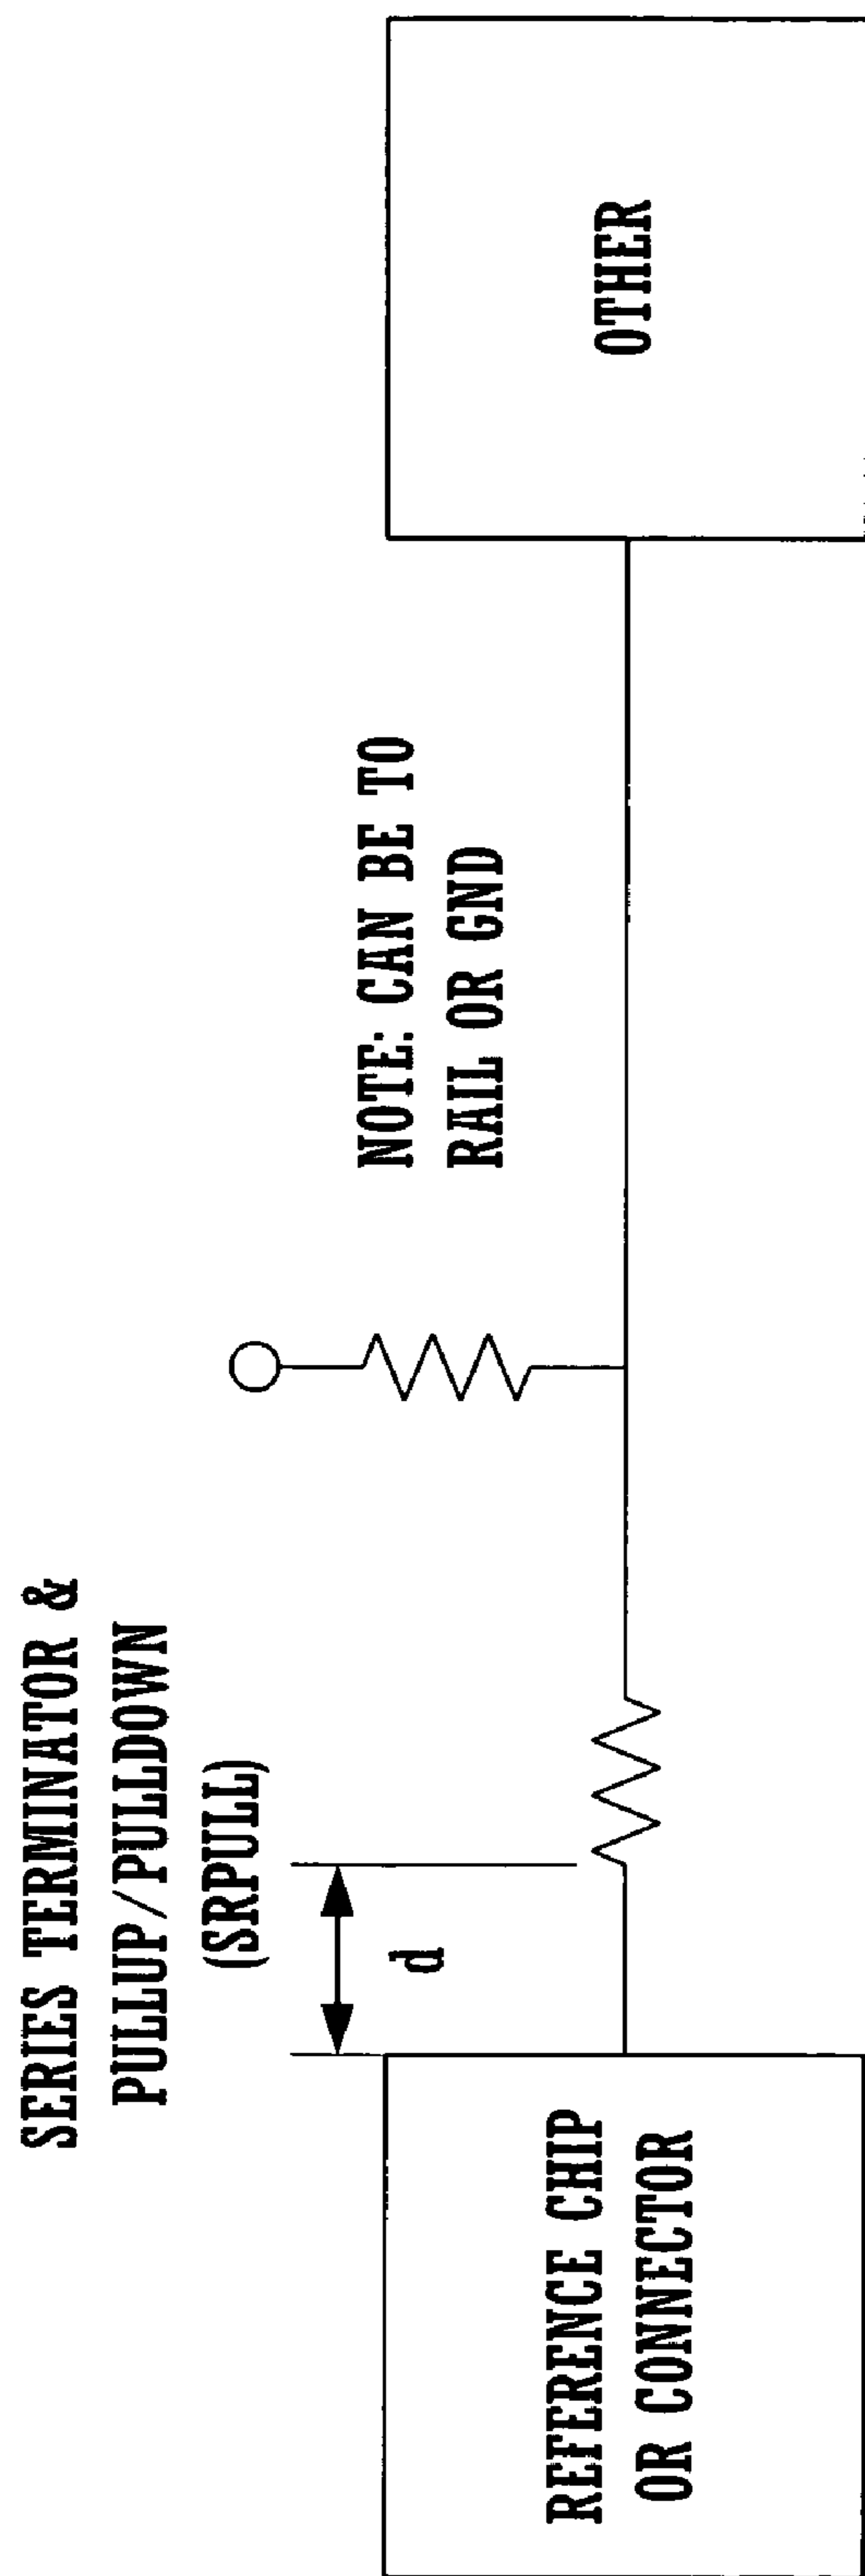 SERIES TERMINATOR &
PULLUP/PULLDOWN
(SRPULL)
d
REFERENCE CHIP
OR CONNECTOR
NOTE: CAN BE TO
RAIL OR GND
OTHER